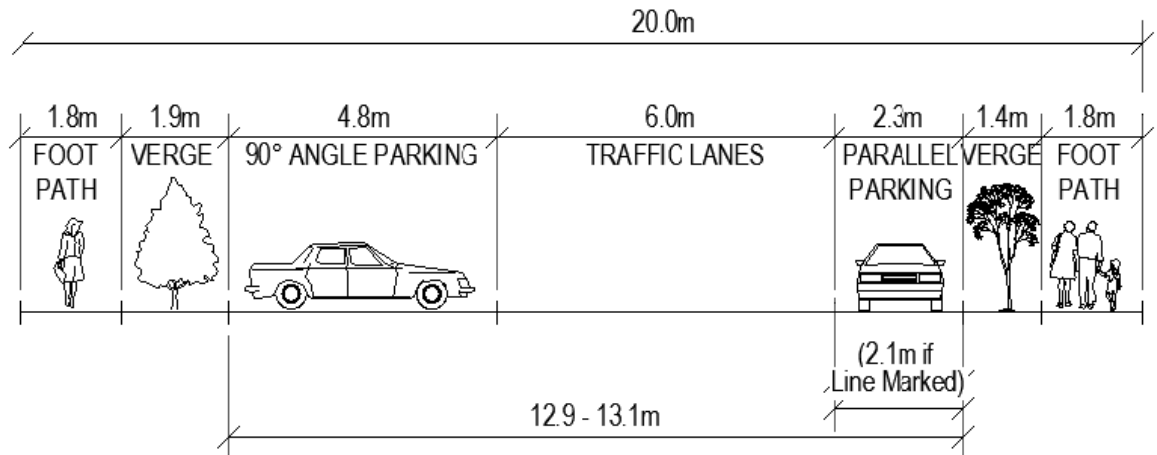 20.0m
1.8m 1.9m 4.8m 6.0m 2.3m 1.4m 1.8m
FOOT VERGE 90° ANGLE PARKING TRAFFIC LANES PARALLEL VERGE FOOT
PATH PARKING PATH
(2.1m if
Line Marked)
12.9 - 13.1m